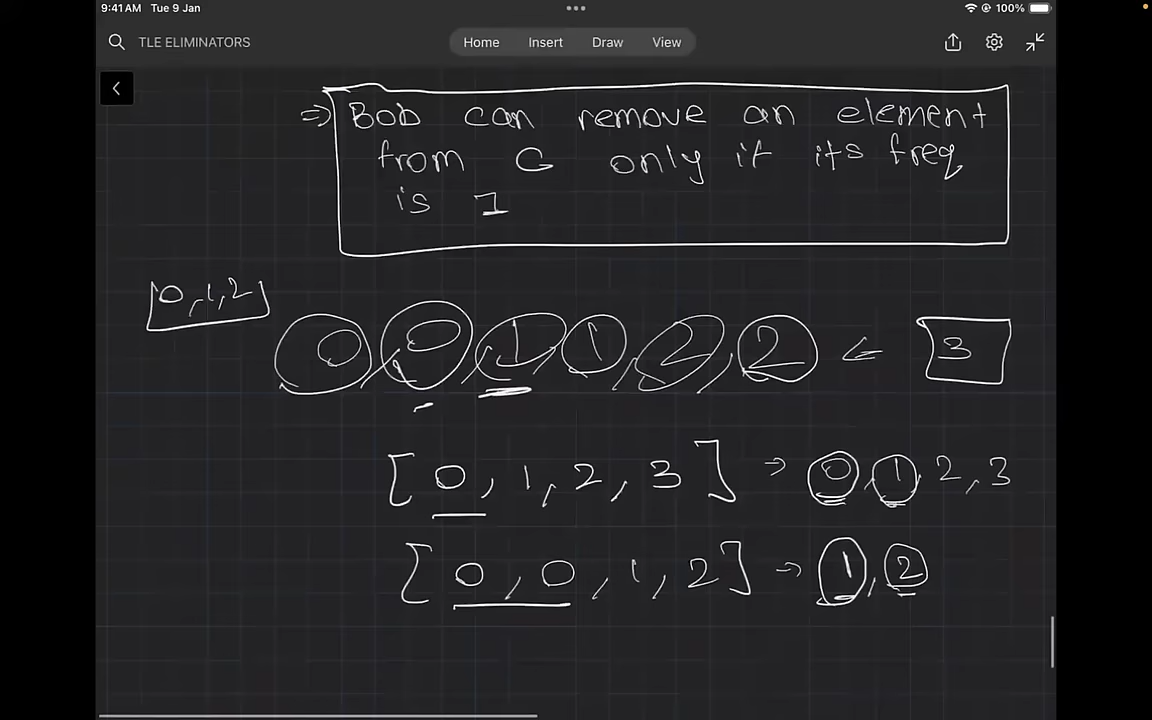 9:41 AM Tue 9 Jan
100%
TLE ELIMINATORS
Home Insert Draw View
=> Bob can remove an element
from G only if its freq
is 1
[0,1,2]
0, 0, 1, 1, 2, 2 <- 3
[0, 1, 2, 3] -> 0, 1, 2, 3
[0, 0, 1, 2] -> 1, 2